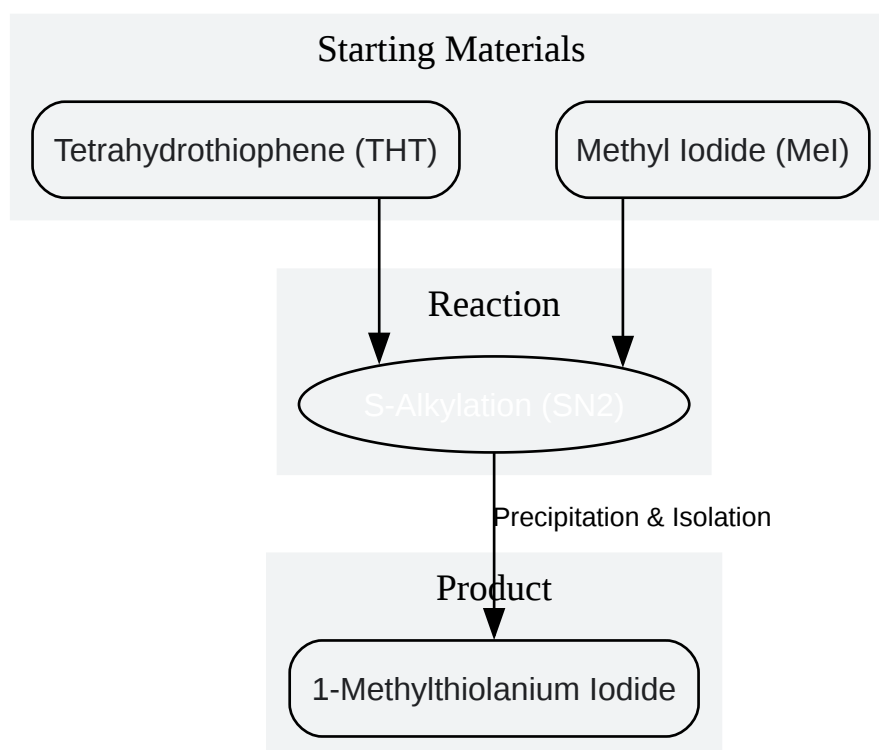 Starting Materials
Tetrahydrothiophene (THT)
Methyl Iodide (MeI)
Reaction
S-Alkylation (SN2)
Precipitation & Isolation
Product
1-Methylthiolanium Iodide